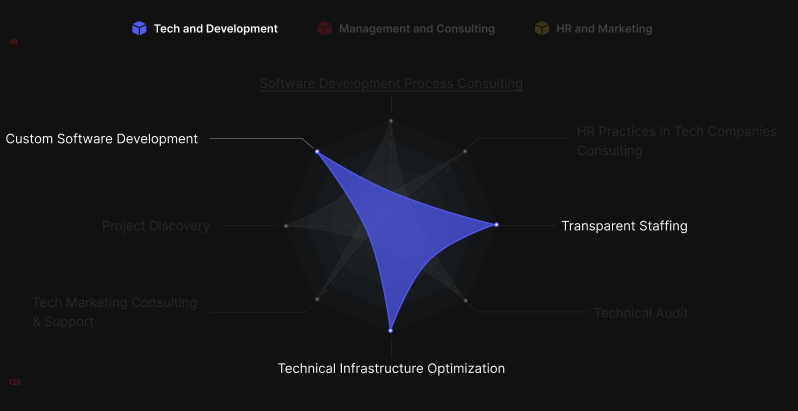 Tech and Development
Management and Consulting
HR and Marketing
48
Software Development Process Consulting
Custom Software Development
HR Practices in Tech Companies
Consulting
Project Discovery
Transparent Staffing
Tech Marketing Consulting
& Support
Technical Audit
Technical Infrastructure Optimization
128